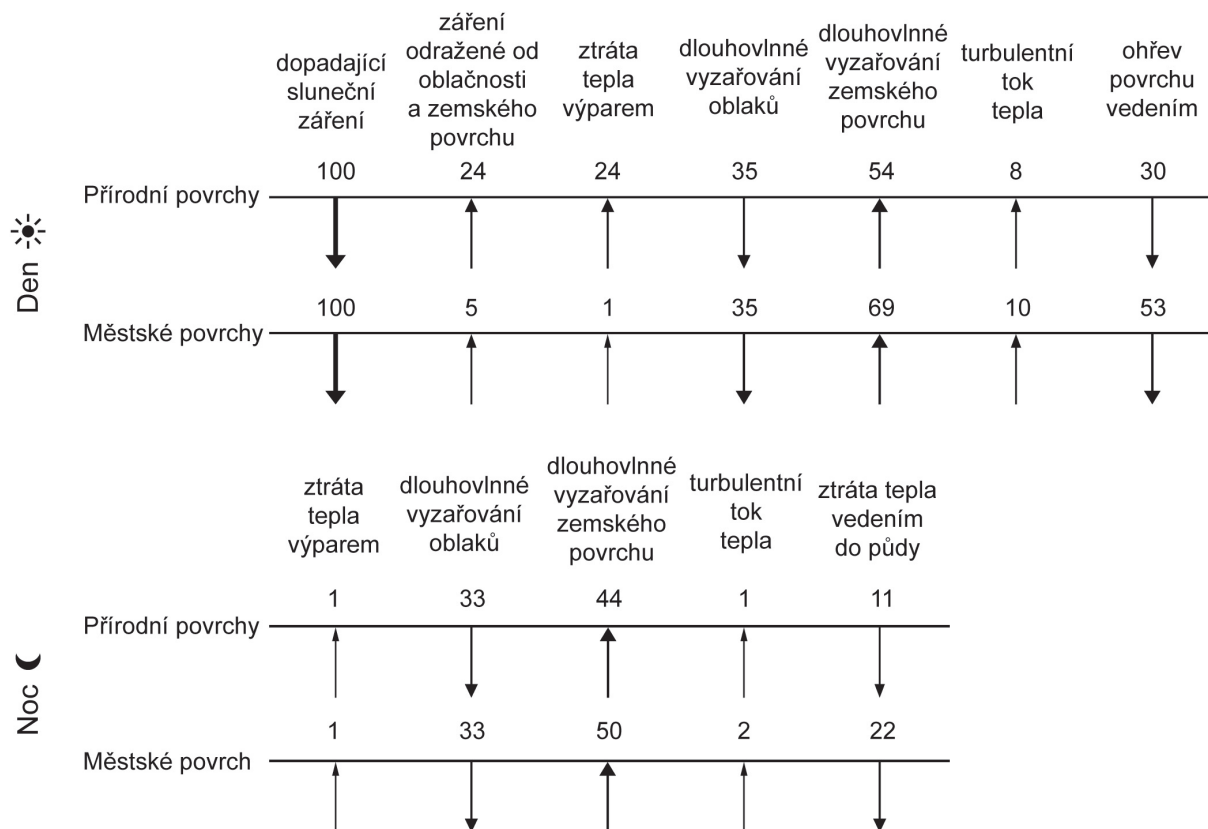 dopadající
sluneční
záření
záření
odražené od
oblačnosti
a zemského
povrchu
ztráta
tepla
výparem
dlouhovlnné
vyzařování
oblaků
dlouhovlnné
vyzařování
zemského
povrchu
turbulentní
tok
tepla
ohřev
povrchu
vedením
Den
Přírodní povrchy 100 24 24 35 54 8 30
Městské povrchy 100 5 1 35 69 10 53
ztráta
tepla
výparem
dlouhovlnné
vyzařování
oblaků
dlouhovlnné
vyzařování
zemského
povrchu
turbulentní
tok
tepla
ztráta tepla
vedením
do půdy
Noc
Přírodní povrchy 1 33 44 1 11
Městské povrch 1 33 50 2 22